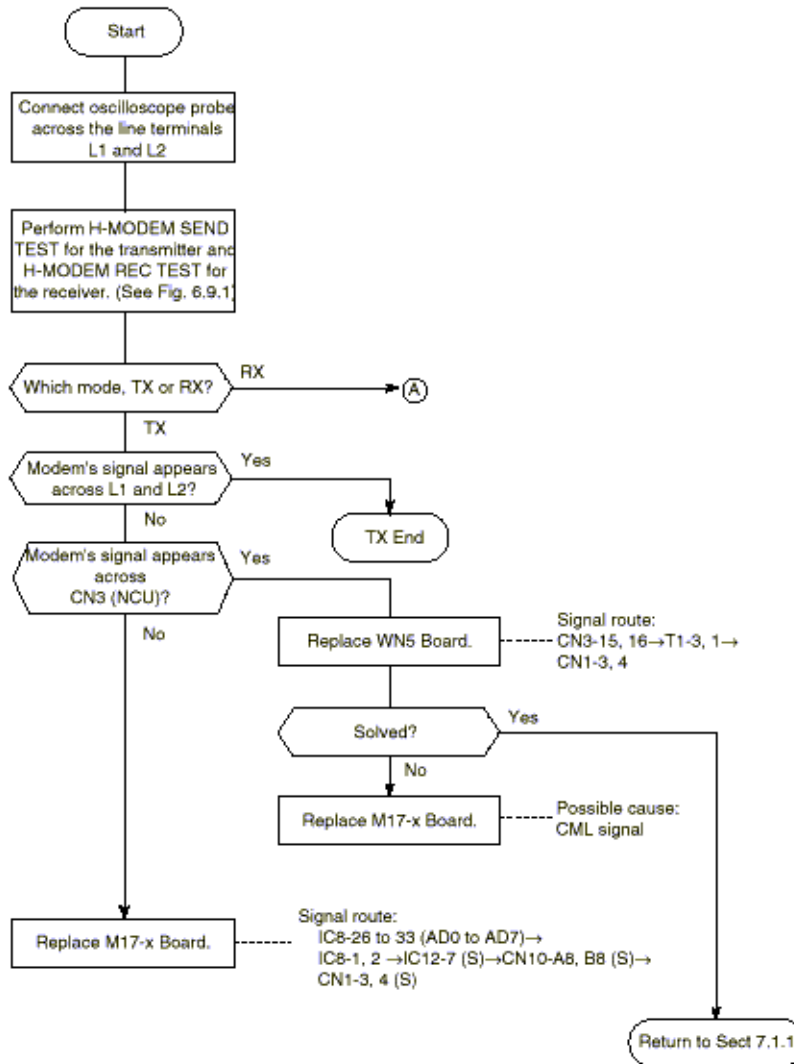 Start
Connect oscilloscope probe
across the line terminals
L1 and L2
Perform H-MODEM SEND
TEST for the transmitter and
H-MODEM REC TEST for
the receiver. (See Fig. 6.9.1)
Which mode, TX or RX?
RX
A
TX
Modem's signal appears
across L1 and L2?
Yes
No
TX End
Modem's signal appears
across
CN3 (NCU)?
Yes
No
Replace WN5 Board.
Signal route:
CN3-15, 16→T1-3, 1→
CN1-3, 4
Solved?
Yes
No
Replace M17-x Board.
Possible cause:
CML signal
Replace M17-x Board.
Signal route:
IC8-26 to 33 (AD0 to AD7)→
IC8-1, 2 →IC12-7 (S)→CN10-A8, B8 (S)→
CN1-3, 4 (S)
Return to Sect 7.1.1